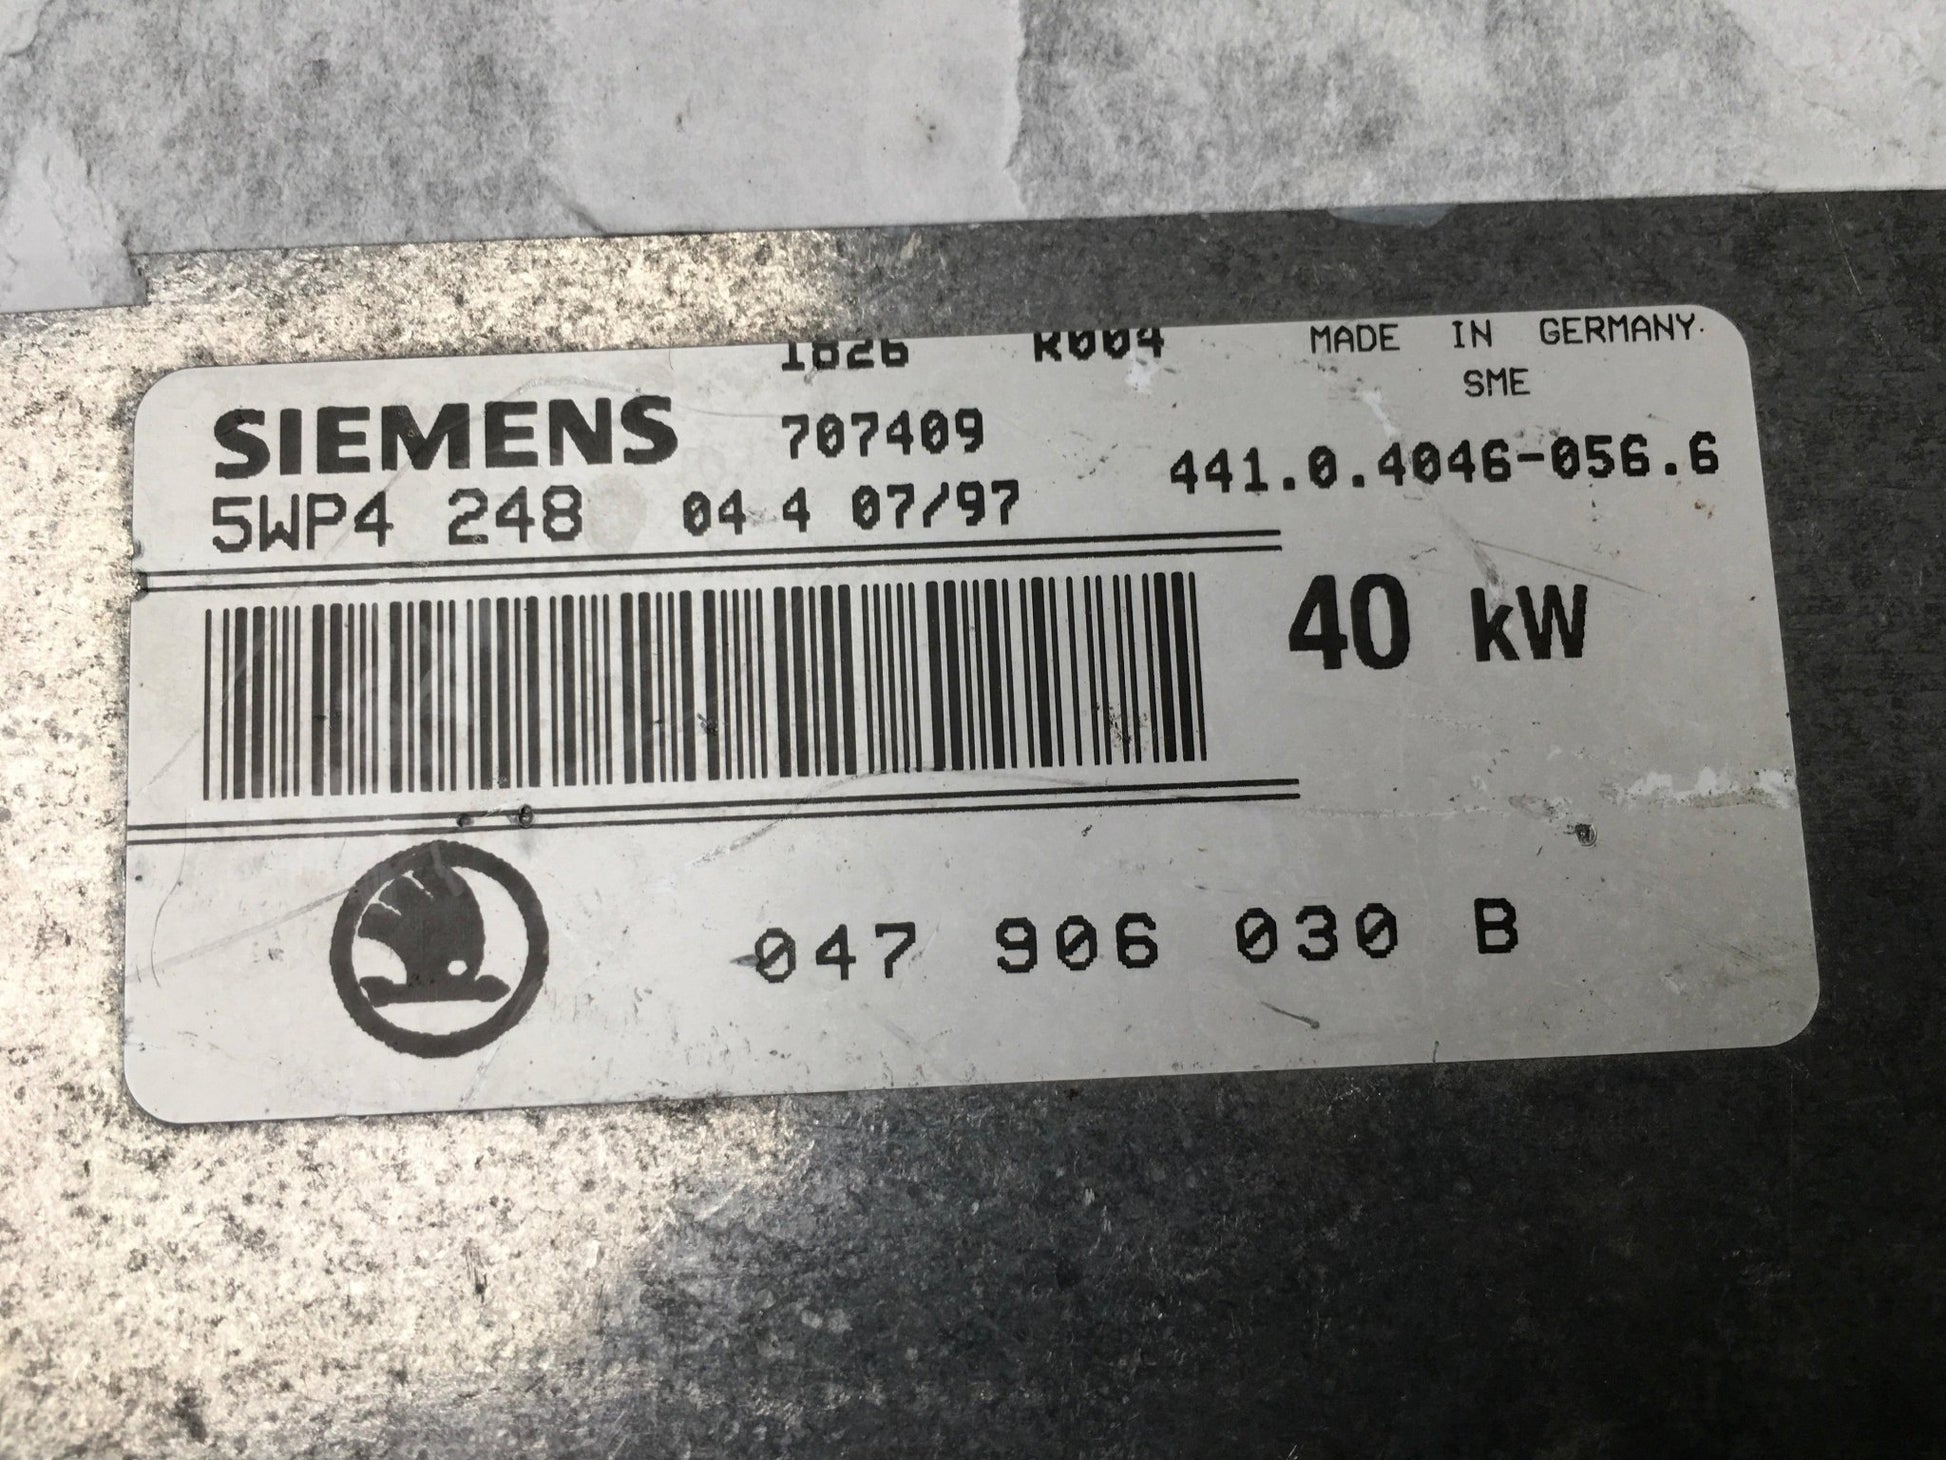 1826 R004 MADE IN GERMANY.
SME
SIEMENS 707409
441.0.4046-056.6
5WP4 248 04 4 07/97
40 kW
047 906 030 B